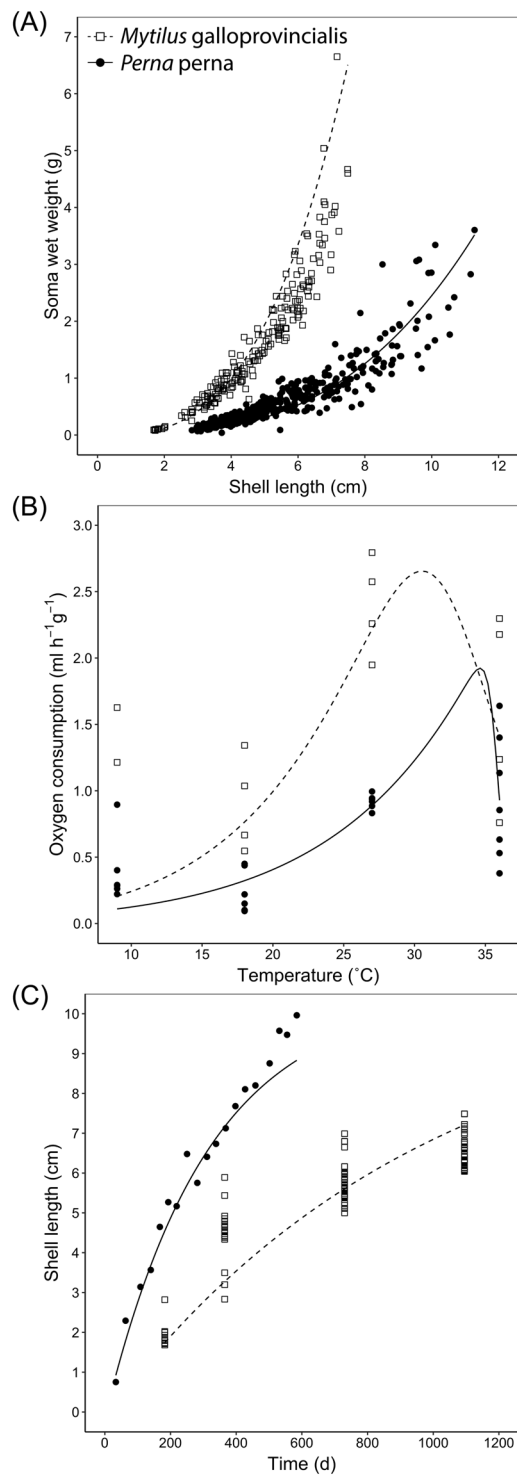 (A)
Mytilus galloprovincialis
Perna perna
Soma wet weight (g)
7
6
5
4
3
2
1
0
0 2 4 6 8 10 12
Shell length (cm)
(B)
Oxygen consumption (ml h⁻¹g⁻¹)
3.0
2.5
2.0
1.5
1.0
0.5
0.0
10 15 20 25 30 35
Temperature (˚C)
(C)
Shell length (cm)
10
9
8
7
6
5
4
3
2
1
0
0 200 400 600 800 1000 1200
Time (d)